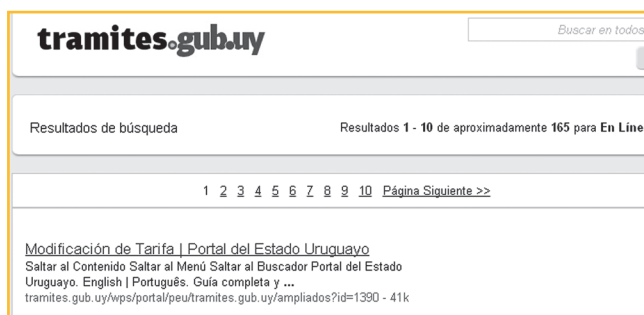 tramites.gub.uy
Buscar en todos
Resultados de búsqueda
Resultados 1 - 10 de aproximadamente 165 para En Líne
1 2 3 4 5 6 7 8 9 10 Página Siguiente >>
Modificación de Tarifa | Portal del Estado Uruguayo
Saltar al Contenido Saltar al Menú Saltar al Buscador Portal del Estado
Uruguayo. English | Português. Guía completa y ...
tramites.gub.uy/wps/portal/peu/tramites.gub.uy/ampliados?id=1390 - 41k